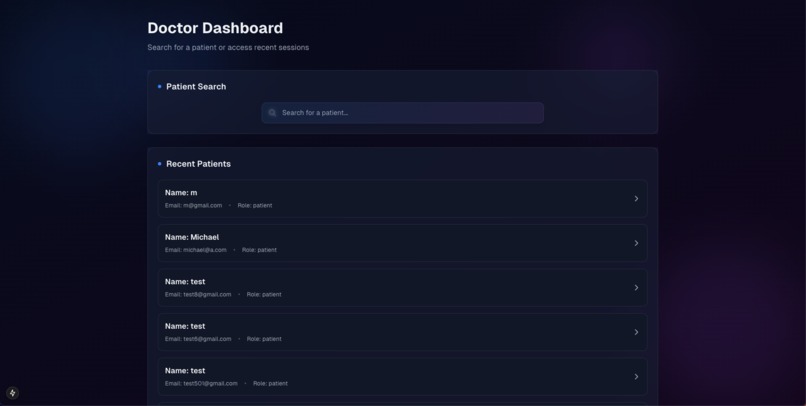 Doctor Dashboard
Search for a patient or access recent sessions
Patient Search
Search for a patient...
Recent Patients
Name: m
Email: m@gmail.com • Role: patient
Name: Michael
Email: michael@a.com • Role: patient
Name: test
Email: test8@gmail.com • Role: patient
Name: test
Email: test6@gmail.com • Role: patient
Name: test
Email: test501@gmail.com • Role: patient